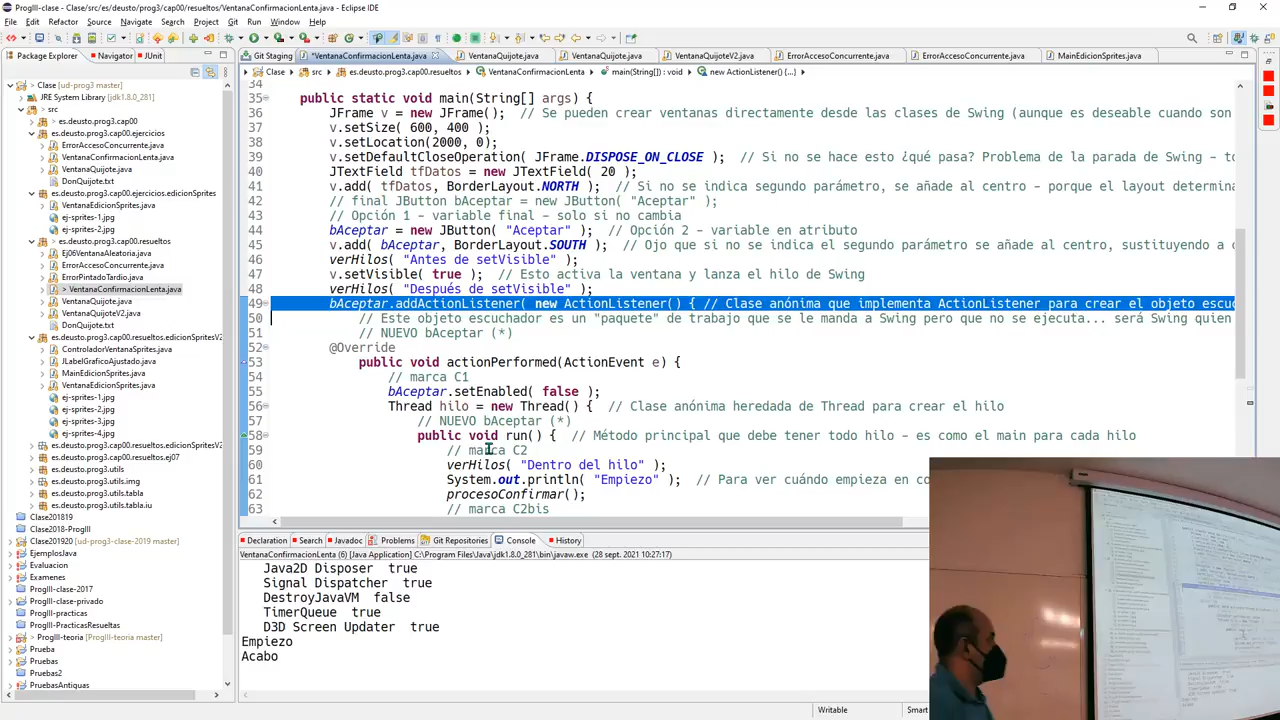 ProgIII-clase - Clase/src/es/deusto/prog3/cap00/resueltos/VentanaConfirmacionLenta.java - Eclipse IDE
File Edit Refactor Source Navigate Search Project Git Run Window Help
Package Explorer Navigator JUnit
Git Staging *VentanaConfirmacionLenta.java VentanaQuijote.java VentanaQuijote.java VentanaQuijoteV2.java ErrorAccesoConcurrente.java ErrorAccesoConcurrente.java MainEdicionSprites.java
Clase src es.deusto.prog3.cap00.resueltos VentanaConfirmacionLenta main(String[]) : void new ActionListener() {...}
Clase [ud-prog3 master]
JRE System Library [jdk1.8.0_281]
src
es.deusto.prog3.cap00
es.deusto.prog3.cap00.ejercicios
ErrorAccesoConcurrente.java
VentanaConfirmacionLenta.java
VentanaQuijote.java
DonQuijote.txt
es.deusto.prog3.cap00.ejercicios.edicionSprites
VentanaEdicionSprites.java
ej-sprites-1.jpg
ej-sprites-2.jpg
es.deusto.prog3.cap00.resueltos
Ej06VentanaAleatoria.java
ErrorAccesoConcurrente.java
ErrorPintadoTardio.java
> VentanaConfirmacionLenta.java
VentanaQuijote.java
VentanaQuijoteV2.java
DonQuijote.txt
es.deusto.prog3.cap00.resueltos.edicionSpritesV2
ControladorVentanaSprites.java
JLabelGraficoAjustado.java
MainEdicionSprites.java
VentanaEdicionSprites.java
ej-sprites-1.jpg
ej-sprites-2.jpg
ej-sprites-3.jpg
ej-sprites-4.jpg
es.deusto.prog3.cap00.resueltos.edicionSpritesV2
es.deusto.prog3.cap00.resueltos.ej07
es.deusto.prog3.utils
es.deusto.prog3.utils.img
es.deusto.prog3.utils.tabla
es.deusto.prog3.utils.tabla.iu
Clase201819
Clase2018-ProgIII
Clase201920 [ud-prog3-clase-2019 master]
EjemplosJava
Evaluacion
Examenes
ProgIII-clase-2017
ProgIII-clase-privado
ProgIII-practicas
ProgIII-PracticasResueltas
ProgIII-teoria [ProgIII-teoria master]
Prueba
Pruebas
Pruebas2
PruebasAntiguas
34
35 public static void main(String[] args) {
36 JFrame v = new JFrame(); // Se pueden crear ventanas directamente desde las clases de Swing (aunque es deseable cuando son
37 v.setSize( 600, 400 );
38 v.setLocation(2000, 0);
39 v.setDefaultCloseOperation( JFrame.DISPOSE_ON_CLOSE ); // Si no se hace esto ¿qué pasa? Problema de la parada de Swing - to
40 JTextField tfDatos = new JTextField( 20 );
41 v.add( tfDatos, BorderLayout.NORTH ); // Si no se indica segundo parámetro, se añade al centro - porque el layout determina
42 // final JButton bAceptar = new JButton( "Aceptar" );
43 // Opción 1 - variable final - solo si no cambia
44 bAceptar = new JButton( "Aceptar" ); // Opción 2 - variable en atributo
45 v.add( bAceptar, BorderLayout.SOUTH ); // Ojo que si no se indica el segundo parámetro se añade al centro, sustituyendo a
46 verHilos( "Antes de setVisible" );
47 v.setVisible( true ); // Esto activa la ventana y lanza el hilo de Swing
48 verHilos( "Después de setVisible" );
49 bAceptar.addActionListener( new ActionListener() { // Clase anónima que implementa ActionListener para crear el objeto escuc
50 // Este objeto escuchador es un "paquete" de trabajo que se le manda a Swing pero que no se ejecuta... será Swing quien
51 // NUEVO bAceptar (*)
52 @Override
53 public void actionPerformed(ActionEvent e) {
54 // marca C1
55 bAceptar.setEnabled( false );
56 Thread hilo = new Thread() { // Clase anónima heredada de Thread para crear el hilo
57 // NUEVO bAceptar (*)
58 public void run() { // Método principal que debe tener todo hilo - es como el main para cada hilo
59 // marca C2
60 verHilos( "Dentro del hilo" );
61 System.out.println( "Empiezo" ); // Para ver cuándo empieza en co
62 procesoConfirmar();
63 // marca C2bis
Declaration Search Javadoc Problems Git Repositories Console History
VentanaConfirmacionLenta (6) [Java Application] C:\Program Files\Java\jdk1.8.0_281\bin\javaw.exe (28 sept. 2021 10:27:17)
Java2D Disposer true
Signal Dispatcher true
DestroyJavaVM false
TimerQueue true
D3D Screen Updater true
Empiezo
Acabo
Writable Smart